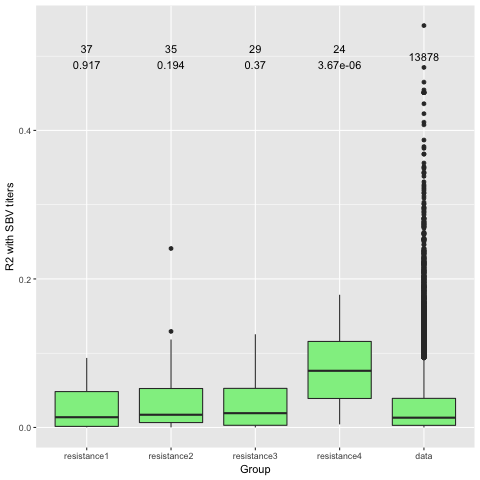 37 35 29 24 13878
0.917 0.194 0.37 3.67e-06
R2 with SBV titers
0.4
0.2
0.0
resistance1 resistance2 resistance3 resistance4 data
Group